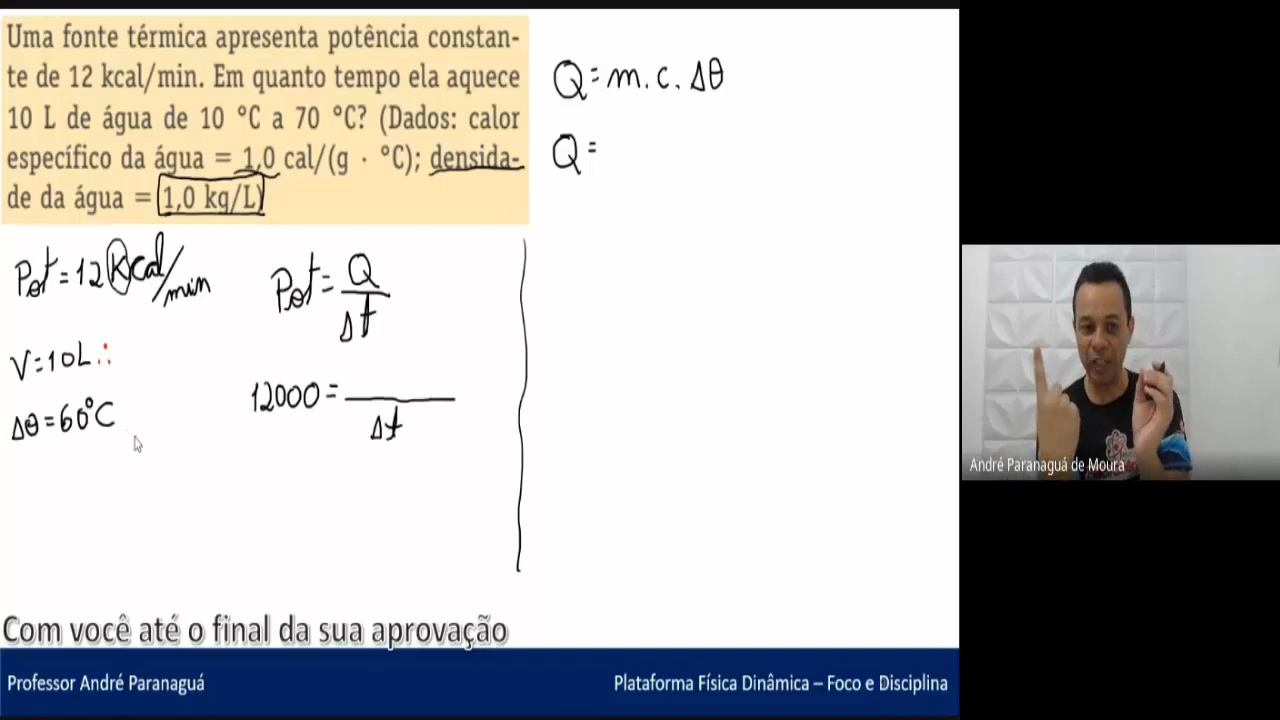 Uma fonte térmica apresenta potência constan-
te de 12 kcal/min. Em quanto tempo ela aquece
10 L de água de 10 °C a 70 °C? (Dados: calor
específico da água = 1,0 cal/(g · °C); densida-
de da água = 1,0 kg/L)
Pot = 12 kcal/min
V = 10L ∴
Δθ = 60°C
Pot = Q/Δt
12000 = ___/Δt
Q = m.c.Δθ
Q =
André Paranaguá de Moura
Com você até o final da sua aprovação
Professor André Paranaguá
Plataforma Física Dinâmica – Foco e Disciplina